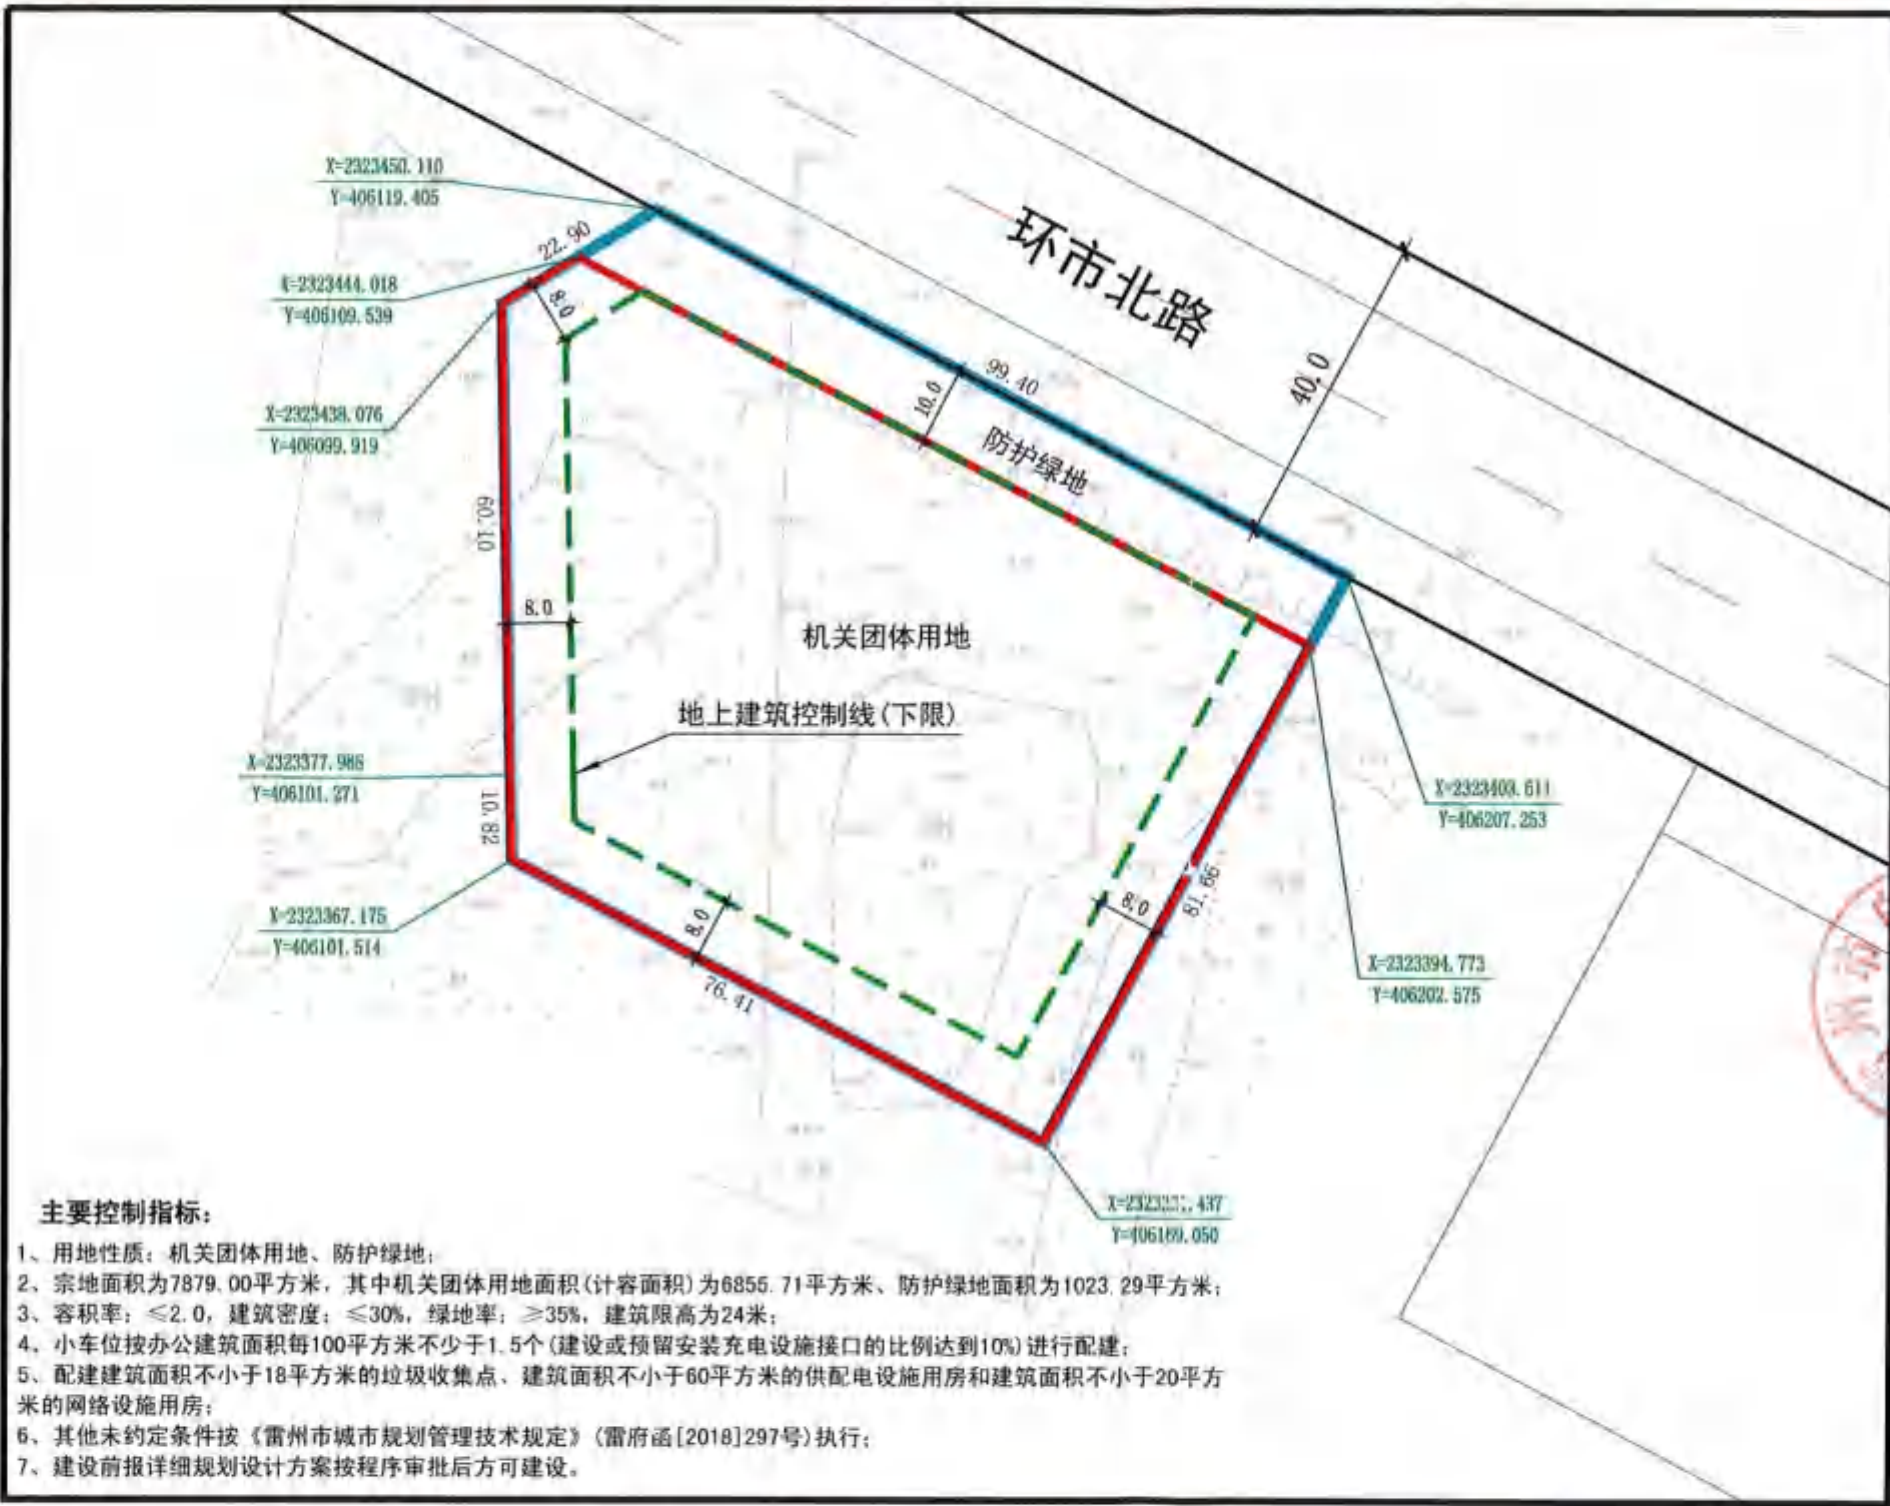 X=2323450.110
Y=406119.405
22.90
X=2323444.018
Y=406109.539
8.0
环市北路
40.0
99.40
10.0
防护绿地
X=2323438.076
Y=406099.919
60.10
8.0
机关团体用地
地上建筑控制线(下限)
X=2323377.986
Y=406101.271
10.82
X=2323403.611
Y=406207.253
X=2323367.175
Y=406101.514
8.0
8.0
81.66
76.41
X=2323394.773
Y=406202.575
Y=406169.050
主要控制指标：
1、用地性质：机关团体用地、防护绿地；
2、宗地面积为7879.00平方米，其中机关团体用地面积(计容面积)为6855.71平方米、防护绿地面积为1023.29平方米；
3、容积率：≤2.0，建筑密度：≤30%，绿地率：≥35%，建筑限高为24米；
4、小车位按办公建筑面积每100平方米不少于1.5个(建设或预留安装充电设施接口的比例达到10%)进行配建；
5、配建建筑面积不小于18平方米的垃圾收集点、建筑面积不小于60平方米的供配电设施用房和建筑面积不小于20平方
米的网络设施用房；
6、其他未约定条件按《雷州市城市规划管理技术规定》(雷府函[2018]297号)执行；
7、建设前报详细规划设计方案按程序审批后方可建设。